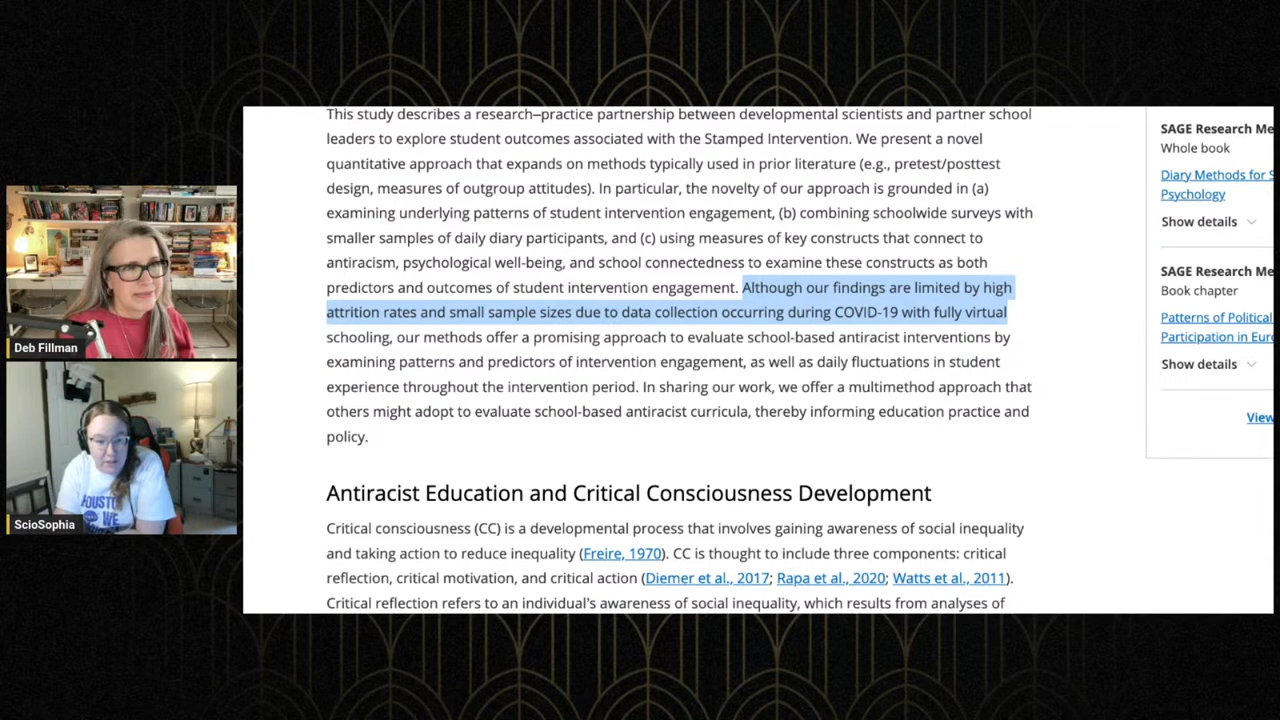 This study describes a research–practice partnership between developmental scientists and partner school
leaders to explore student outcomes associated with the Stamped Intervention. We present a novel
quantitative approach that expands on methods typically used in prior literature (e.g., pretest/posttest
design, measures of outgroup attitudes). In particular, the novelty of our approach is grounded in (a)
examining underlying patterns of student intervention engagement, (b) combining schoolwide surveys with
smaller samples of daily diary participants, and (c) using measures of key constructs that connect to
antiracism, psychological well-being, and school connectedness to examine these constructs as both
predictors and outcomes of student intervention engagement. Although our findings are limited by high
attrition rates and small sample sizes due to data collection occurring during COVID-19 with fully virtual
schooling, our methods offer a promising approach to evaluate school-based antiracist interventions by
examining patterns and predictors of intervention engagement, as well as daily fluctuations in student
experience throughout the intervention period. In sharing our work, we offer a multimethod approach that
others might adopt to evaluate school-based antiracist curricula, thereby informing education practice and
policy.
Antiracist Education and Critical Consciousness Development
Critical consciousness (CC) is a developmental process that involves gaining awareness of social inequality
and taking action to reduce inequality (Freire, 1970). CC is thought to include three components: critical
reflection, critical motivation, and critical action (Diemer et al., 2017; Rapa et al., 2020; Watts et al., 2011).
Critical reflection refers to an individual's awareness of social inequality, which results from analyses of
SAGE Research Me
Whole book
Diary Methods for S
Psychology
Show details
SAGE Research Me
Book chapter
Patterns of Political
Participation in Eur
Show details
View
Deb Fillman
ScioSophia
HOUSTON
WE